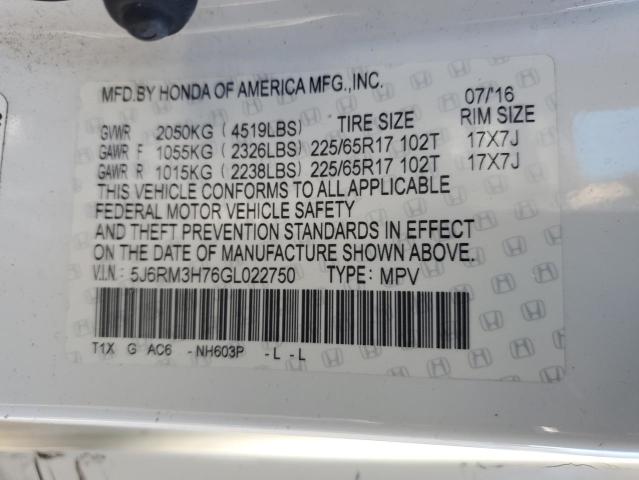 MFD.BY HONDA OF AMERICA MFG.,INC. 07/'16
GVWR 2050KG (4519LBS) TIRE SIZE RIM SIZE
GAWR F 1055KG (2326LBS) 225/65R17 102T 17X7J
GAWR R 1015KG (2238LBS) 225/65R17 102T 17X7J
THIS VEHICLE CONFORMS TO ALL APPLICABLE
FEDERAL MOTOR VEHICLE SAFETY
AND THEFT PREVENTION STANDARDS IN EFFECT
ON THE DATE OF MANUFACTURE SHOWN ABOVE.
V.I.N.: 5J6RM3H76GL022750 TYPE: MPV
T1X G AC6 -NH603P -L -L